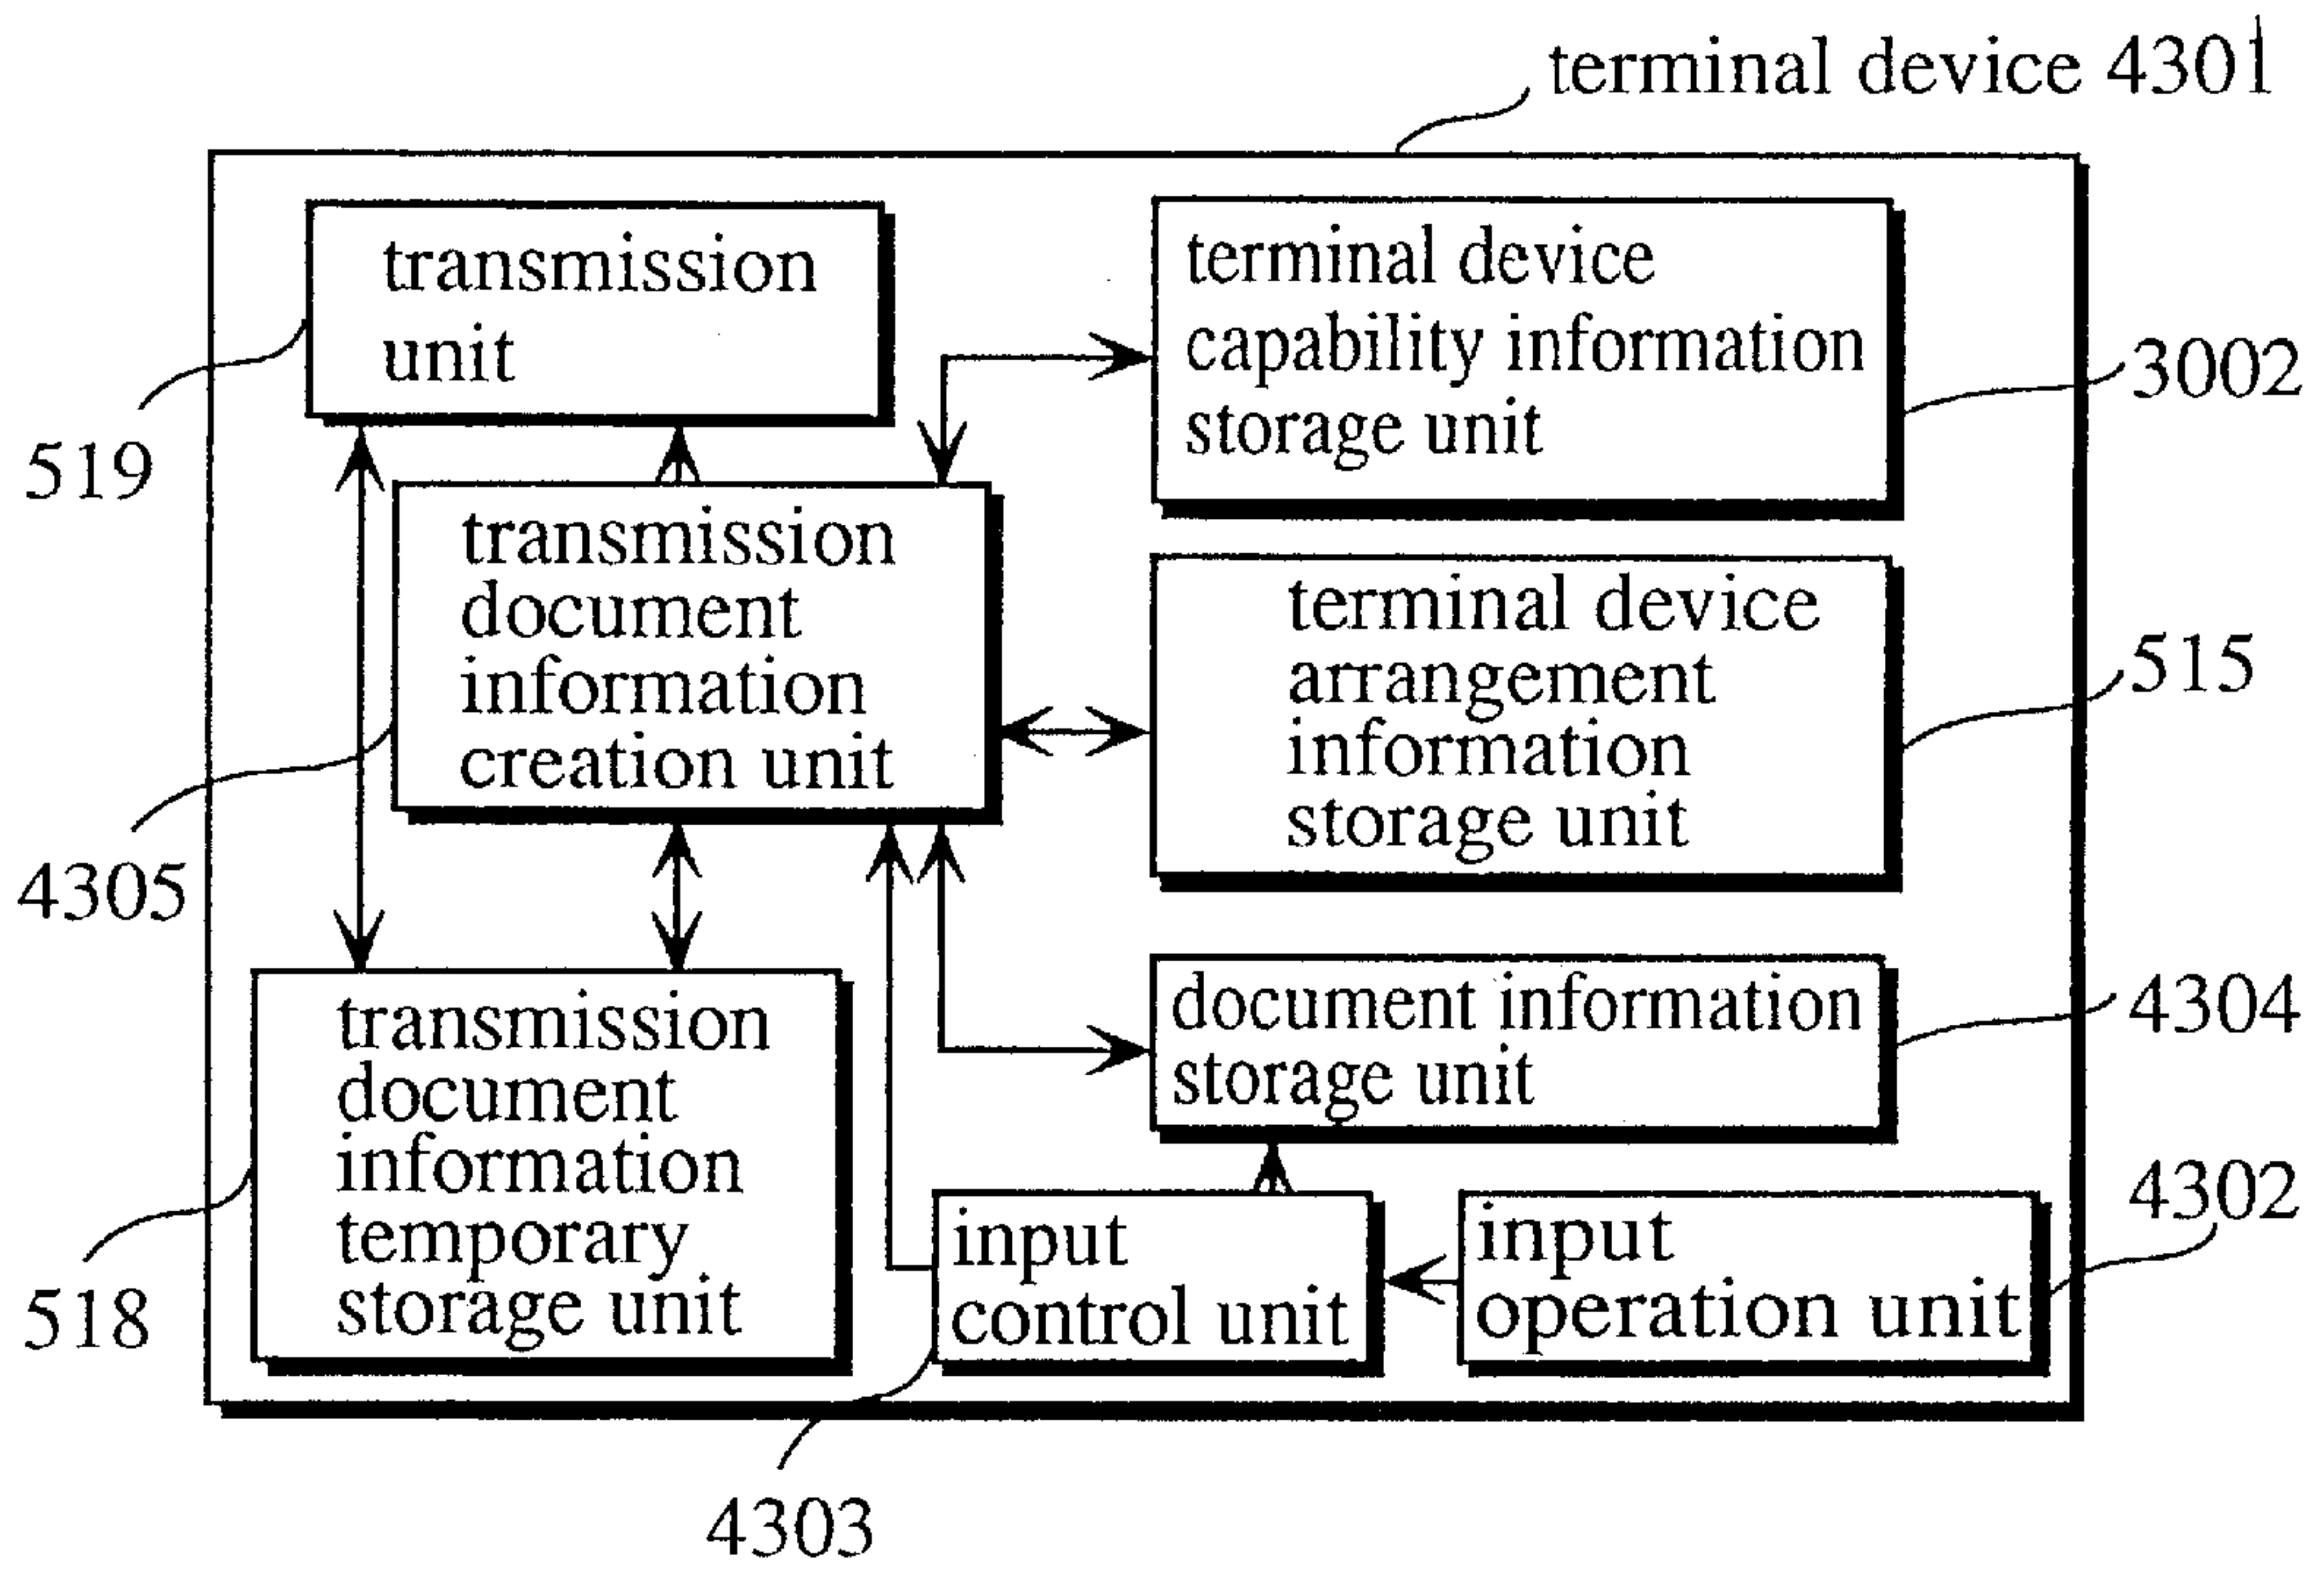 terminal device 4301
transmission
unit
519
terminal device
capability information
storage unit
3002
transmission
document
information
creation unit
4305
terminal device
arrangement
information
storage unit
515
transmission
document
information
temporary
storage unit
518
document information
storage unit
4304
input
control unit
4303
input
operation unit
4302